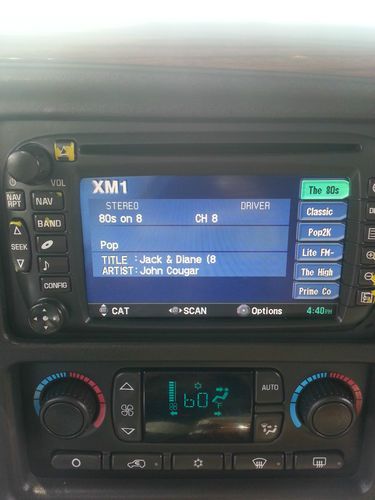 VOL
XM1
The 80s
STEREO DRIVER
NAV RPT
NAV
80s on 8 CH 8
Classic
BAND
Pop2K
SEEK
Pop
Lite FM-
TITLE :Jack & Diane (8
ARTIST:John Cougar
The High
CONFIG
Prime Co
CAT SCAN Options 4:40PM
AUTO
60
F